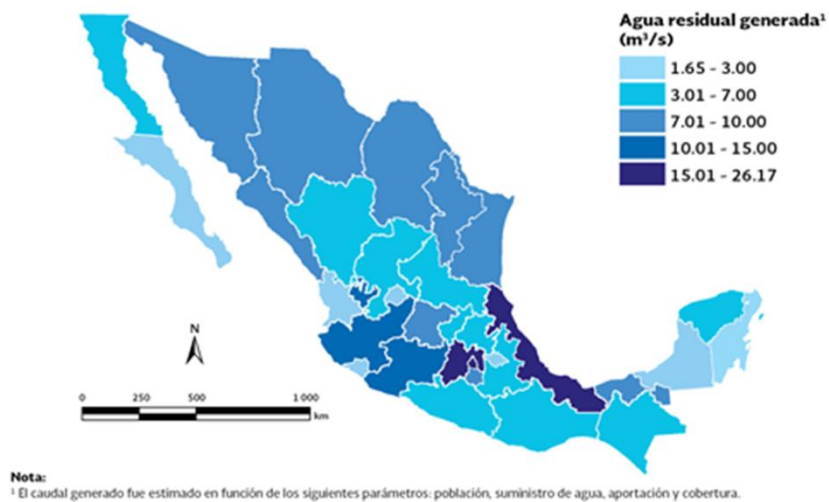 Agua residual generada¹
(m³/s)
1.65 - 3.00
3.01 - 7.00
7.01 - 10.00
10.01 - 15.00
15.01 - 26.17
N
0 250 500 1 000
km
Nota:
¹ El caudal generado fue estimado en función de los siguientes parámetros: población, suministro de agua, aportación y cobertura.